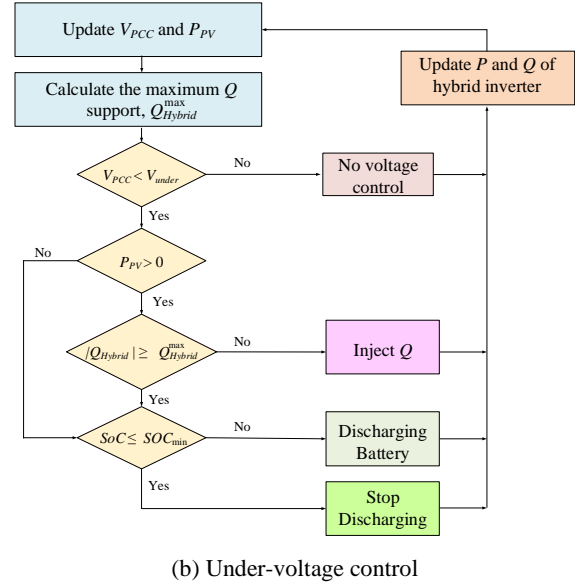 Update V_PCC and P_PV
Update P and Q of
hybrid inverter
Calculate the maximum Q
support, Q_Hybrid^max
V_PCC < V_under
No
No voltage
control
Yes
No
P_PV > 0
Yes
|Q_Hybrid| ≥ Q_Hybrid^max
No
Inject Q
Yes
SoC ≤ SOC_min
No
Discharging
Battery
Yes
Stop
Discharging
(b) Under-voltage control